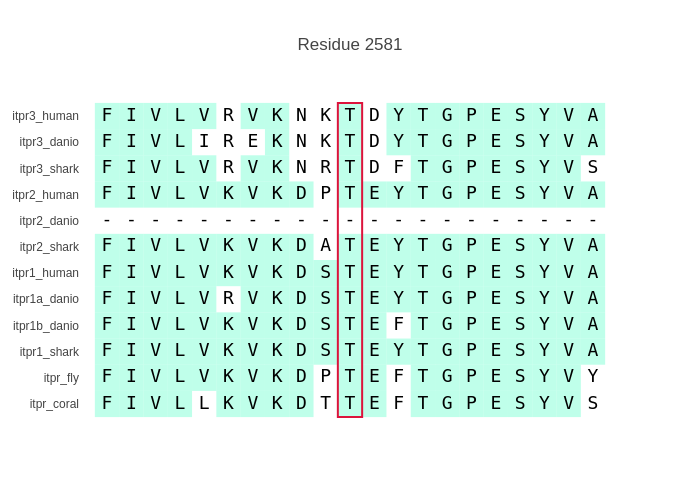 Residue 2581
itpr3_human F I V L V R V K N K T D Y T G P E S Y V A
itpr3_danio F I V L I R E K N K T D Y T G P E S Y V A
itpr3_shark F I V L V R V K N R T D F T G P E S Y V S
itpr2_human F I V L V K V K D P T E Y T G P E S Y V A
itpr2_danio - - - - - - - - - - - - - - - - - - - - -
itpr2_shark F I V L V K V K D A T E Y T G P E S Y V A
itpr1_human F I V L V K V K D S T E Y T G P E S Y V A
itpr1a_danio F I V L V R V K D S T E Y T G P E S Y V A
itpr1b_danio F I V L V K V K D S T E F T G P E S Y V A
itpr1_shark F I V L V K V K D S T E Y T G P E S Y V A
itpr_fly F I V L V K V K D P T E F T G P E S Y V Y
itpr_coral F I V L L K V K D T T E F T G P E S Y V S